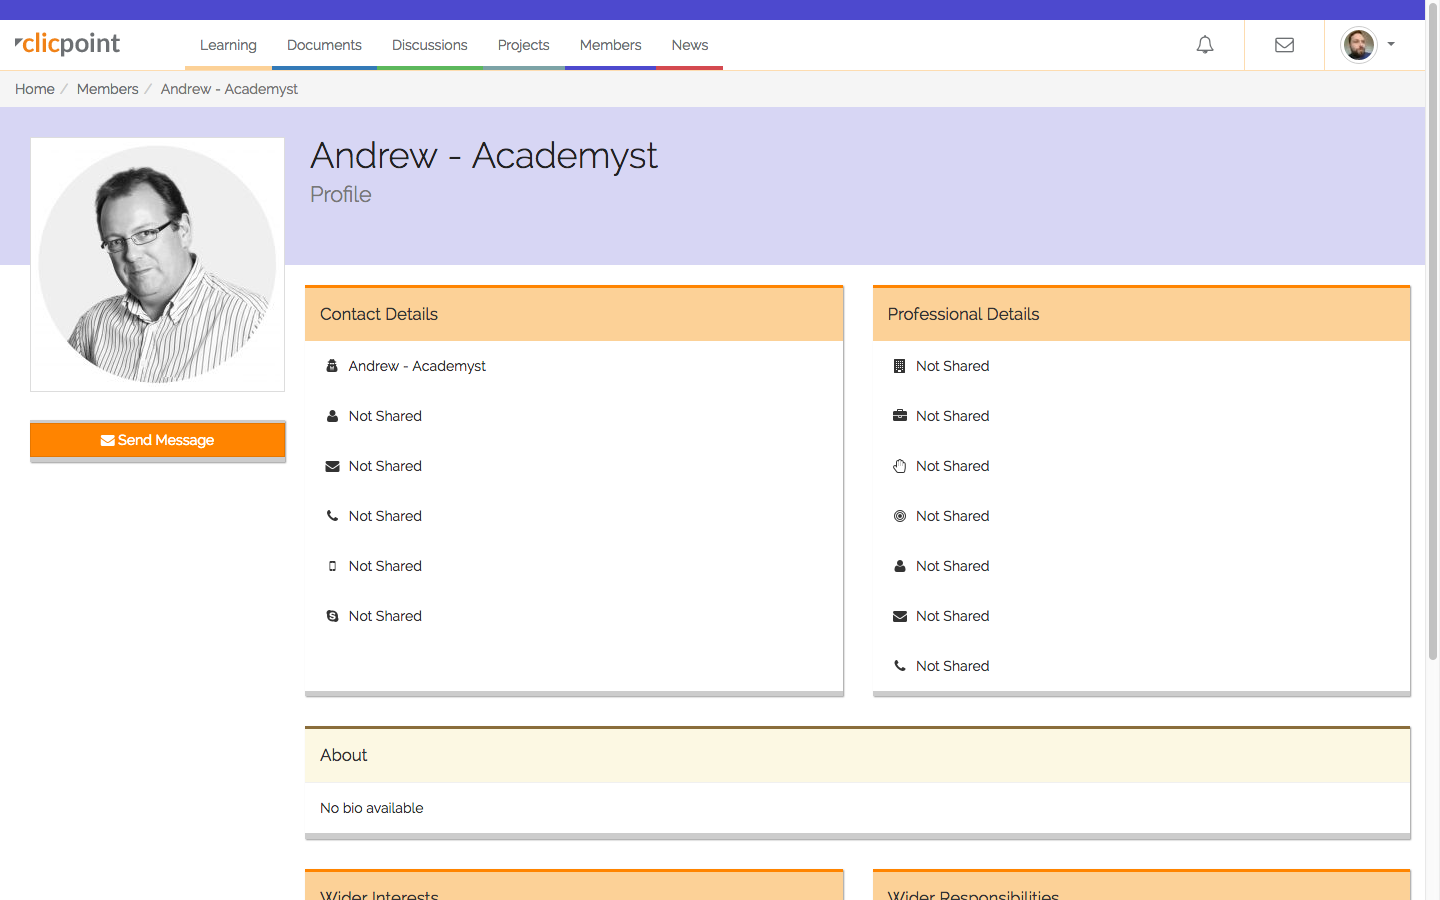 clicpoint
Learning Documents Discussions Projects Members News
Home / Members / Andrew - Academyst
Andrew - Academyst
Profile
Send Message
Contact Details
Andrew - Academyst
Not Shared
Not Shared
Not Shared
Not Shared
Not Shared
Professional Details
Not Shared
Not Shared
Not Shared
Not Shared
Not Shared
Not Shared
Not Shared
About
No bio available
Wider Interests
Wider Responsibilities